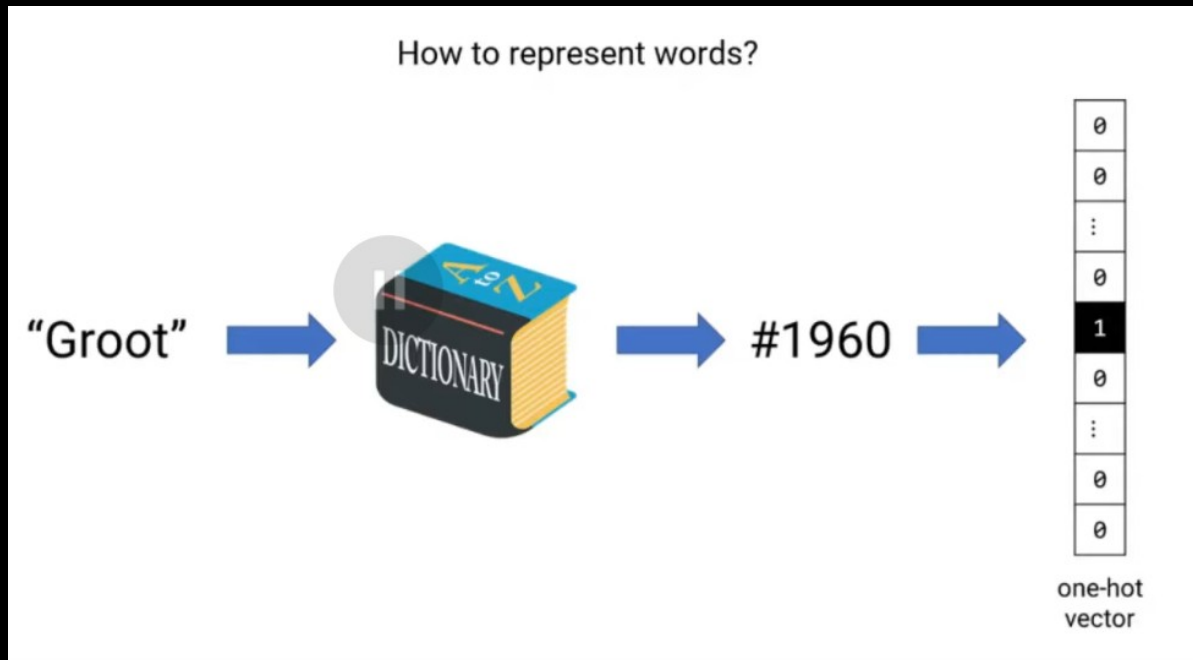 How to represent words?
“Groot”
A to Z
DICTIONARY
#1960
0
0
⋮
0
1
0
⋮
0
0
one-hot
vector